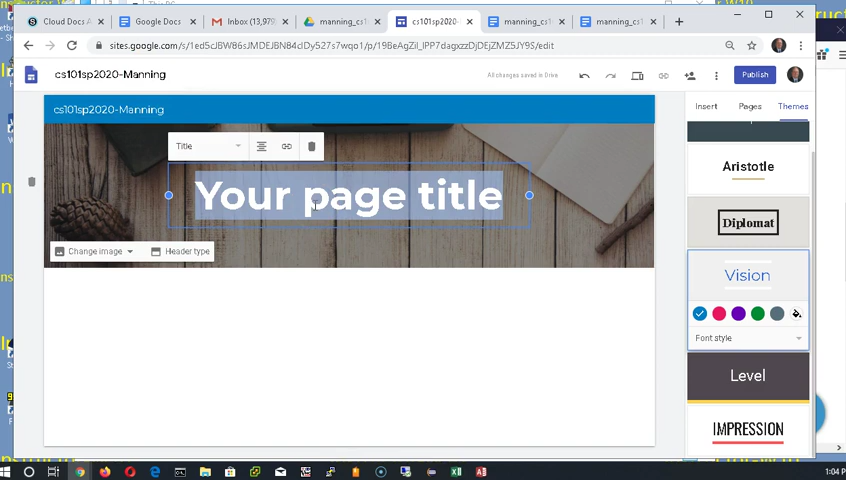 Cloud Docs A
Google Docs
Inbox (13,979
manning_cs1
cs101sp2020-
manning_cs1
manning_cs1
sites.google.com/s/1ed5cJBW86sJMDEJBN84clDy527s7wqo1/p/19BeAgZil_IPP7dagxzzDjDEjZMZ5JY9S/edit
cs101sp2020-Manning
All changes saved in Drive
Publish
cs101sp2020-Manning
Insert
Pages
Themes
Title
Aristotle
Your page title
Diplomat
Change image
Header type
Vision
Font style
Level
IMPRESSION
1:04 P